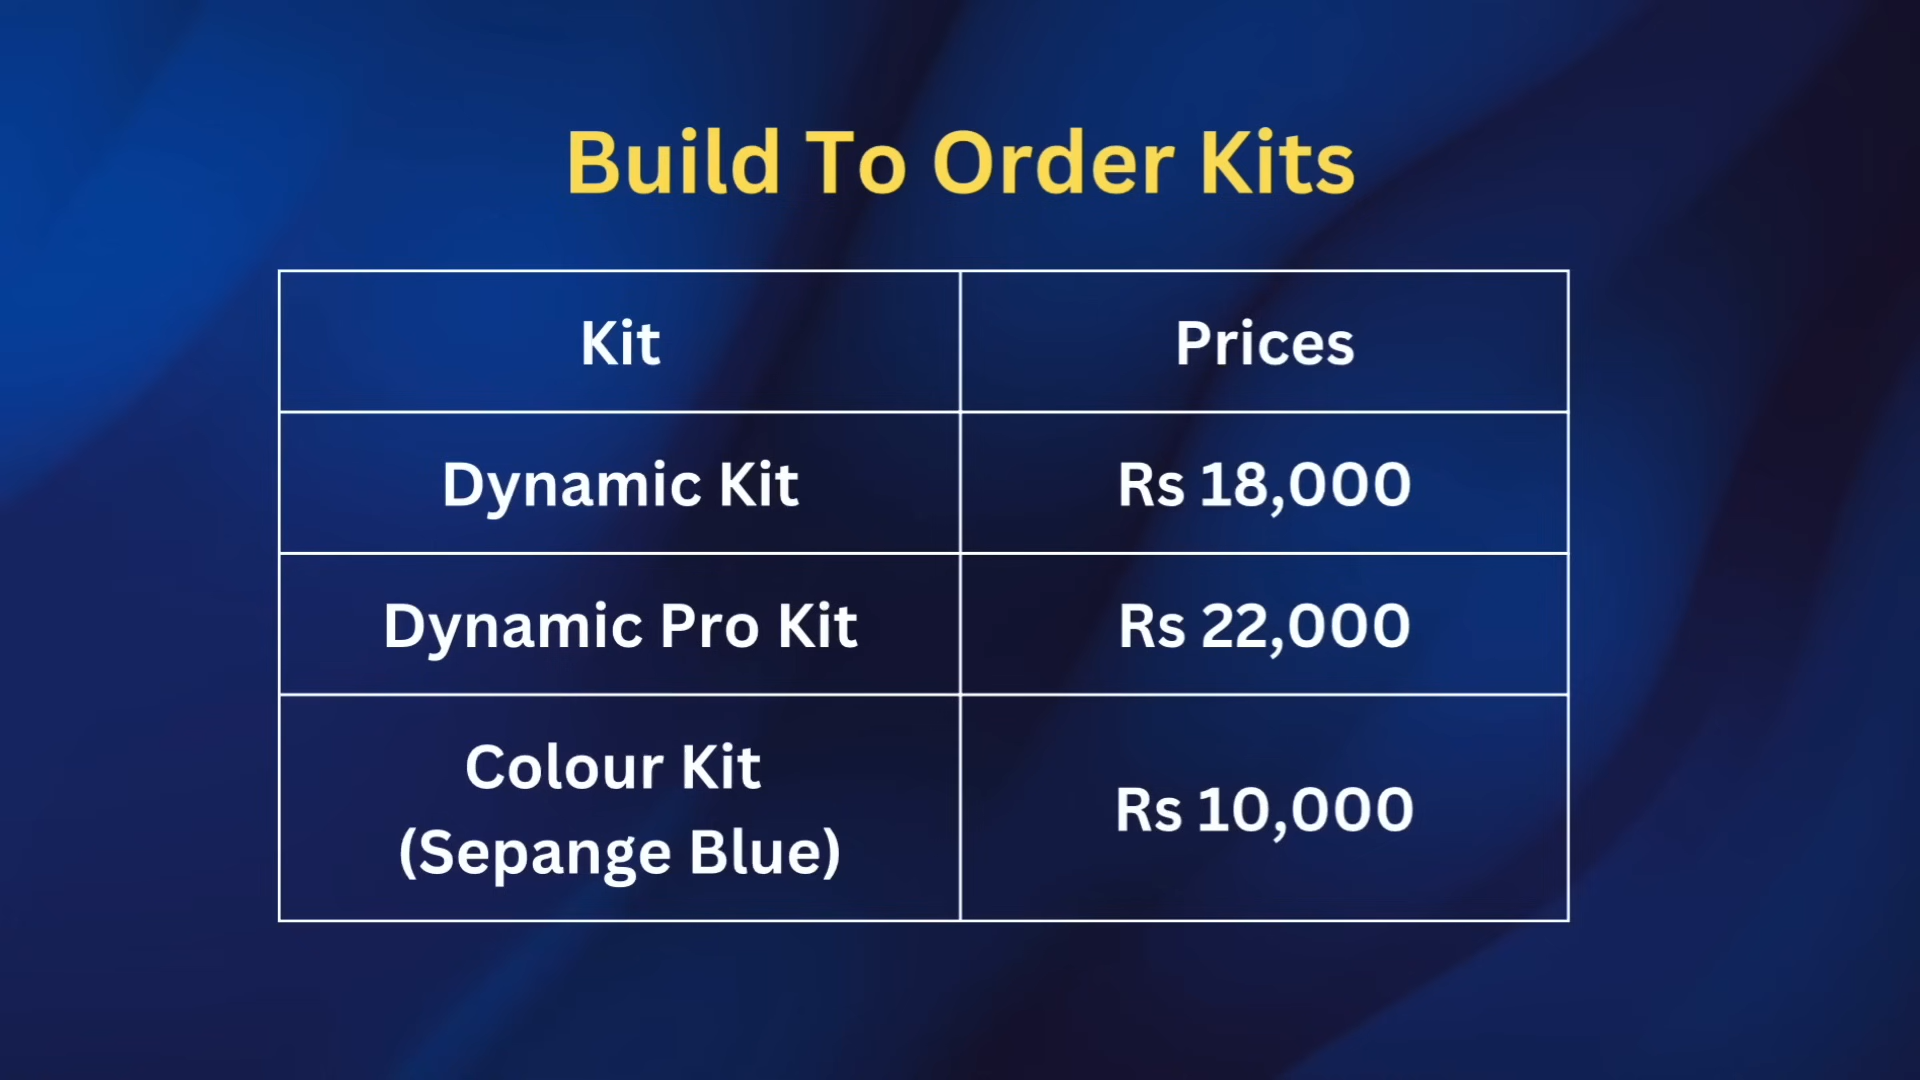 Build To Order Kits
Kit
Prices
Dynamic Kit
Rs 18,000
Dynamic Pro Kit
Rs 22,000
Colour Kit
(Sepange Blue)
Rs 10,000